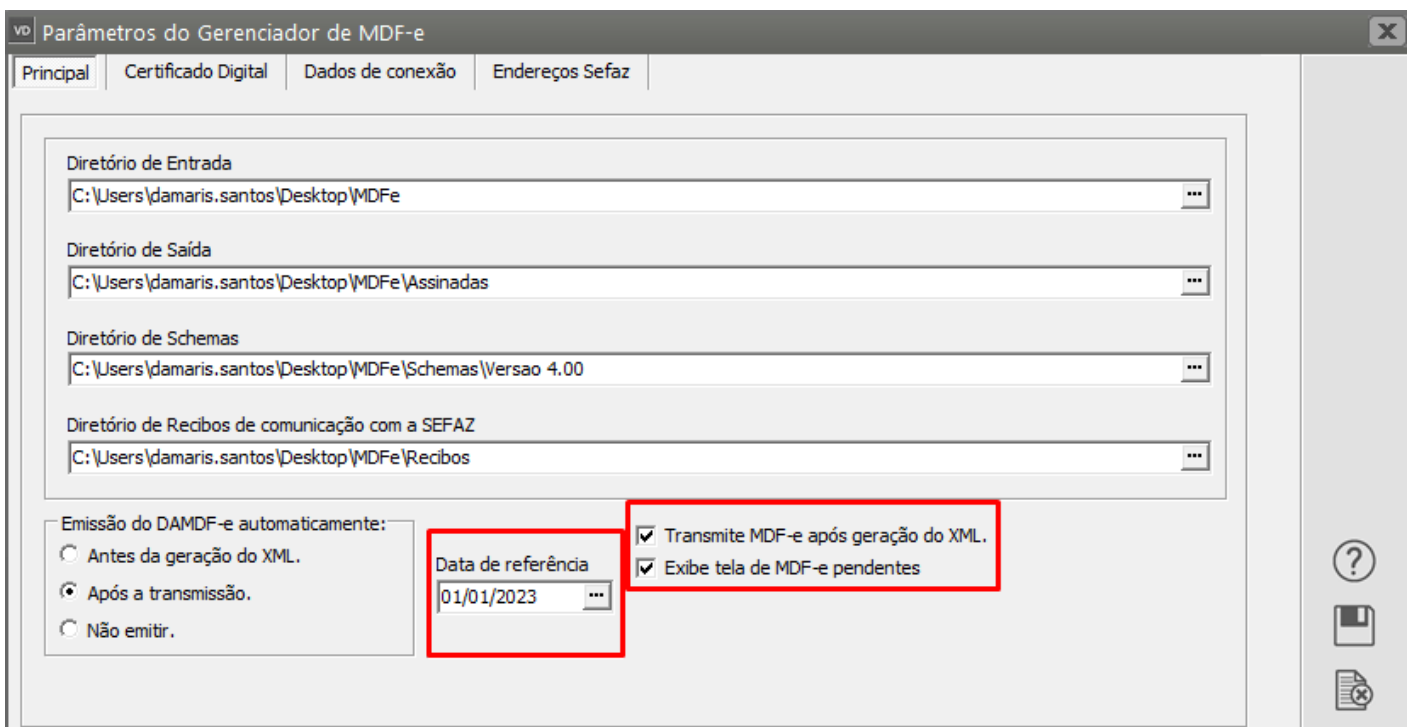 VD Parâmetros do Gerenciador de MDF-e
Principal Certificado Digital Dados de conexão Endereços Sefaz
Diretório de Entrada
C:\Users\damaris.santos\Desktop\MDFe
Diretório de Saída
C:\Users\damaris.santos\Desktop\MDFe\Assinadas
Diretório de Schemas
C:\Users\damaris.santos\Desktop\MDFe\Schemas\Versao 4.00
Diretório de Recibos de comunicação com a SEFAZ
C:\Users\damaris.santos\Desktop\MDFe\Recibos
Emissão do DAMDF-e automaticamente:
Antes da geração do XML.
Após a transmissão.
Não emitir.
Data de referência
01/01/2023
Transmite MDF-e após geração do XML.
Exibe tela de MDF-e pendentes